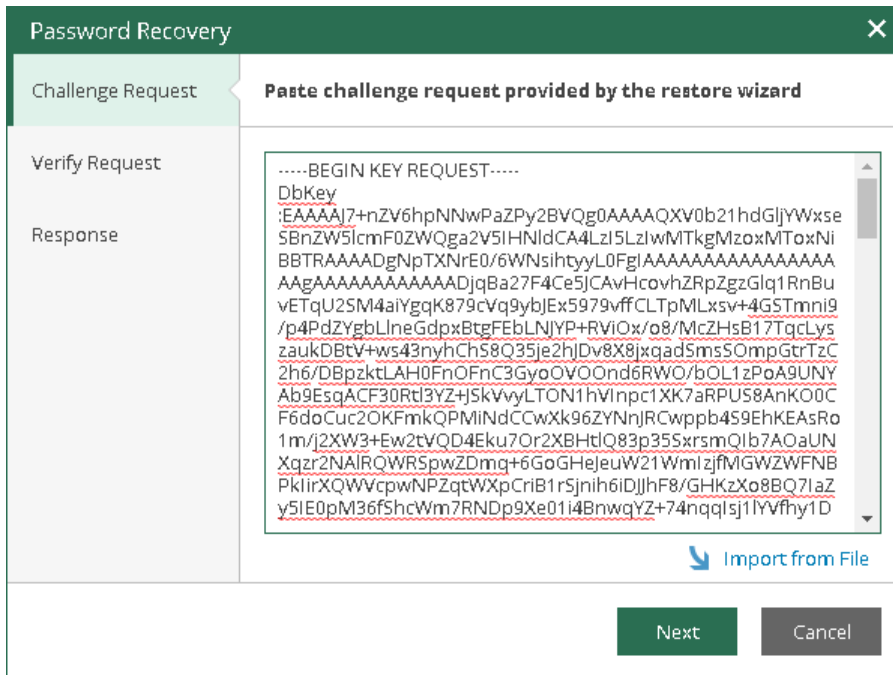 Password Recovery
Challenge Request
Paste challenge request provided by the restore wizard
Verify Request
Response
-----BEGIN KEY REQUEST-----
DbKey
:EAAAAJ7+nZV6hpNNwPaZPy2BVQg0AAAAQXV0b21hdGljYWxse
SBnZW5lcmF0ZWQga2V5IHNldCA4LzI5LzIwMTkgMzoxMToxNi
BBTRAAAADgNpTXNrE0/6WNsihtyyL0FgIAAAAAAAAAAAAAAAAA
AAgAAAAAAAAAAAADjqBa27F4Ce5JCAvHcovhZRpZgzGlq1RnBu
vETqU2SM4aiYgqK879cVq9ybJEx5979vffCLTpMLxsv+4GSTmni9
/p4PdZYgbLlneGdpxBtgFEbLNJYP+RViOx/o8/McZHsB17TqcLys
zaukDBtV+ws43nyhChS8Q35je2hJDv8X8jxqadSmsSOmpGtrTzC
2h6/DBpzktLAH0FnOFnC3GyoOVOOnd6RWO/bOL1zPoA9UNY
Ab9EsqACF30Rtl3YZ+JSkVvyLTON1hVInpc1XK7aRPUS8AnKO0C
F6doCuc2OKFmkQPMiNdCCwXk96ZYNnJRCwppb4S9EhKEAsRo
1m/j2XW3+Ew2tVQD4Eku7Or2XBHtlQ83p35SxrsmQIb7AOaUN
Xqzr2NAlRQWRSpwZDmq+6GoGHeJeuW21WmIzjfMGWZWFNB
PkIirXQWVcpwNPZqtWXpCriB1rSjnih6iDJJhF8/GHKzXo8BQ7IaZ
y5IE0pM36fShcWm7RNDp9Xe01i4BnwqYZ+74nqqIsj1lYVfhy1D
Import from File
Next
Cancel